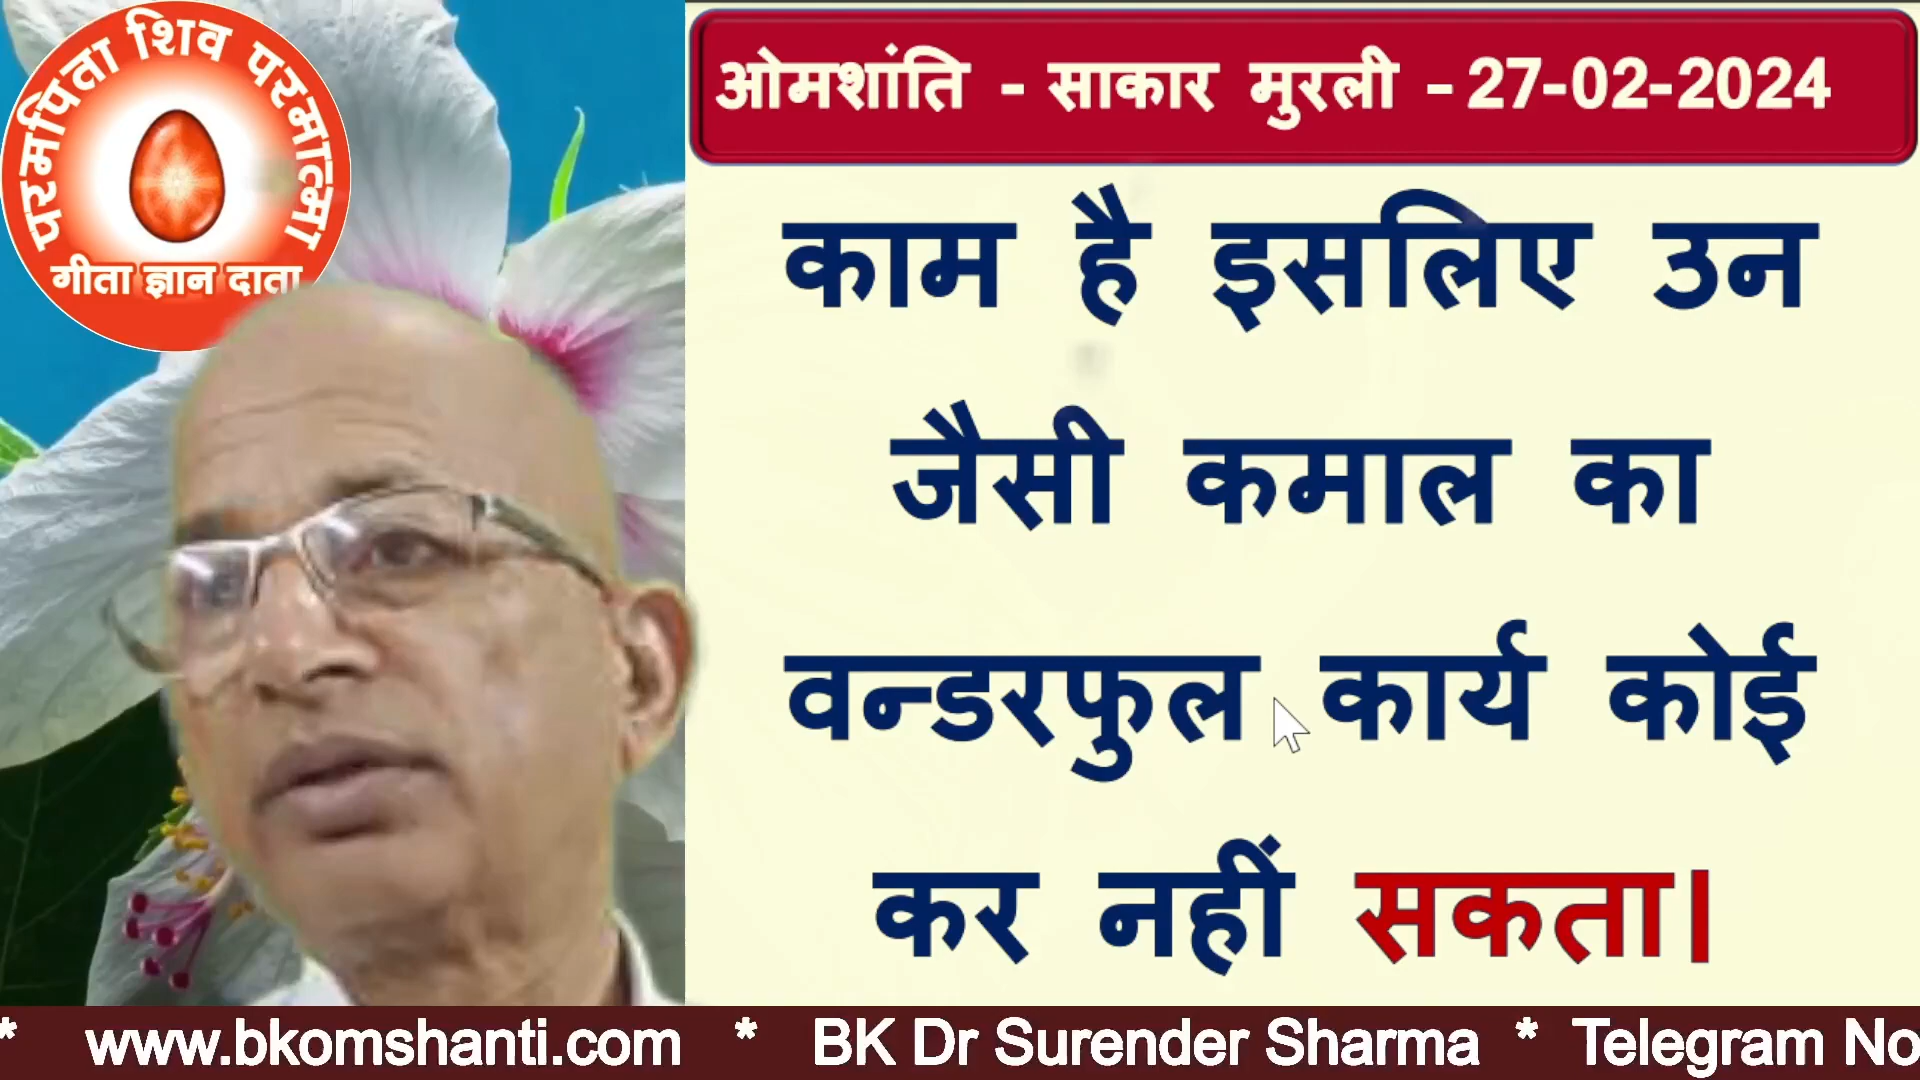 परमपिता शिव परमात्मा
गीता ज्ञान दाता
ओमशांति - साकार मुरली - 27-02-2024
काम है इसलिए उन
जैसी कमाल का
वन्डरफुल कार्य कोई
कर नहीं सकता।
* www.bkomshanti.com * BK Dr Surender Sharma * Telegram No